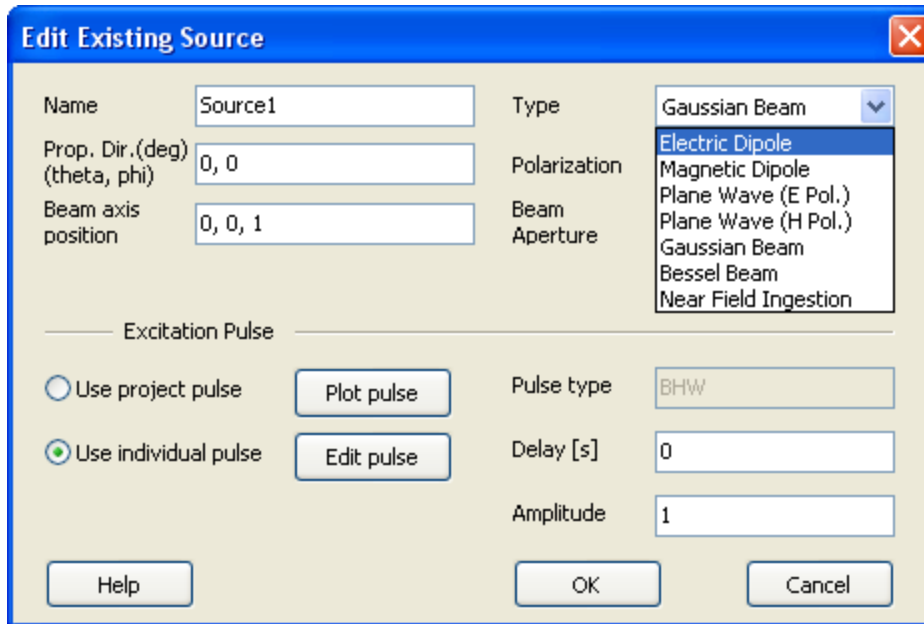 Edit Existing Source
Name
Source1
Type
Gaussian Beam
Electric Dipole
Magnetic Dipole
Plane Wave (E Pol.)
Plane Wave (H Pol.)
Gaussian Beam
Bessel Beam
Near Field Ingestion
Prop. Dir.(deg)
(theta, phi)
0, 0
Polarization
Beam axis
position
0, 0, 1
Beam
Aperture
Excitation Pulse
Use project pulse
Plot pulse
Pulse type
BHW
Use individual pulse
Edit pulse
Delay [s]
0
Amplitude
1
Help
OK
Cancel